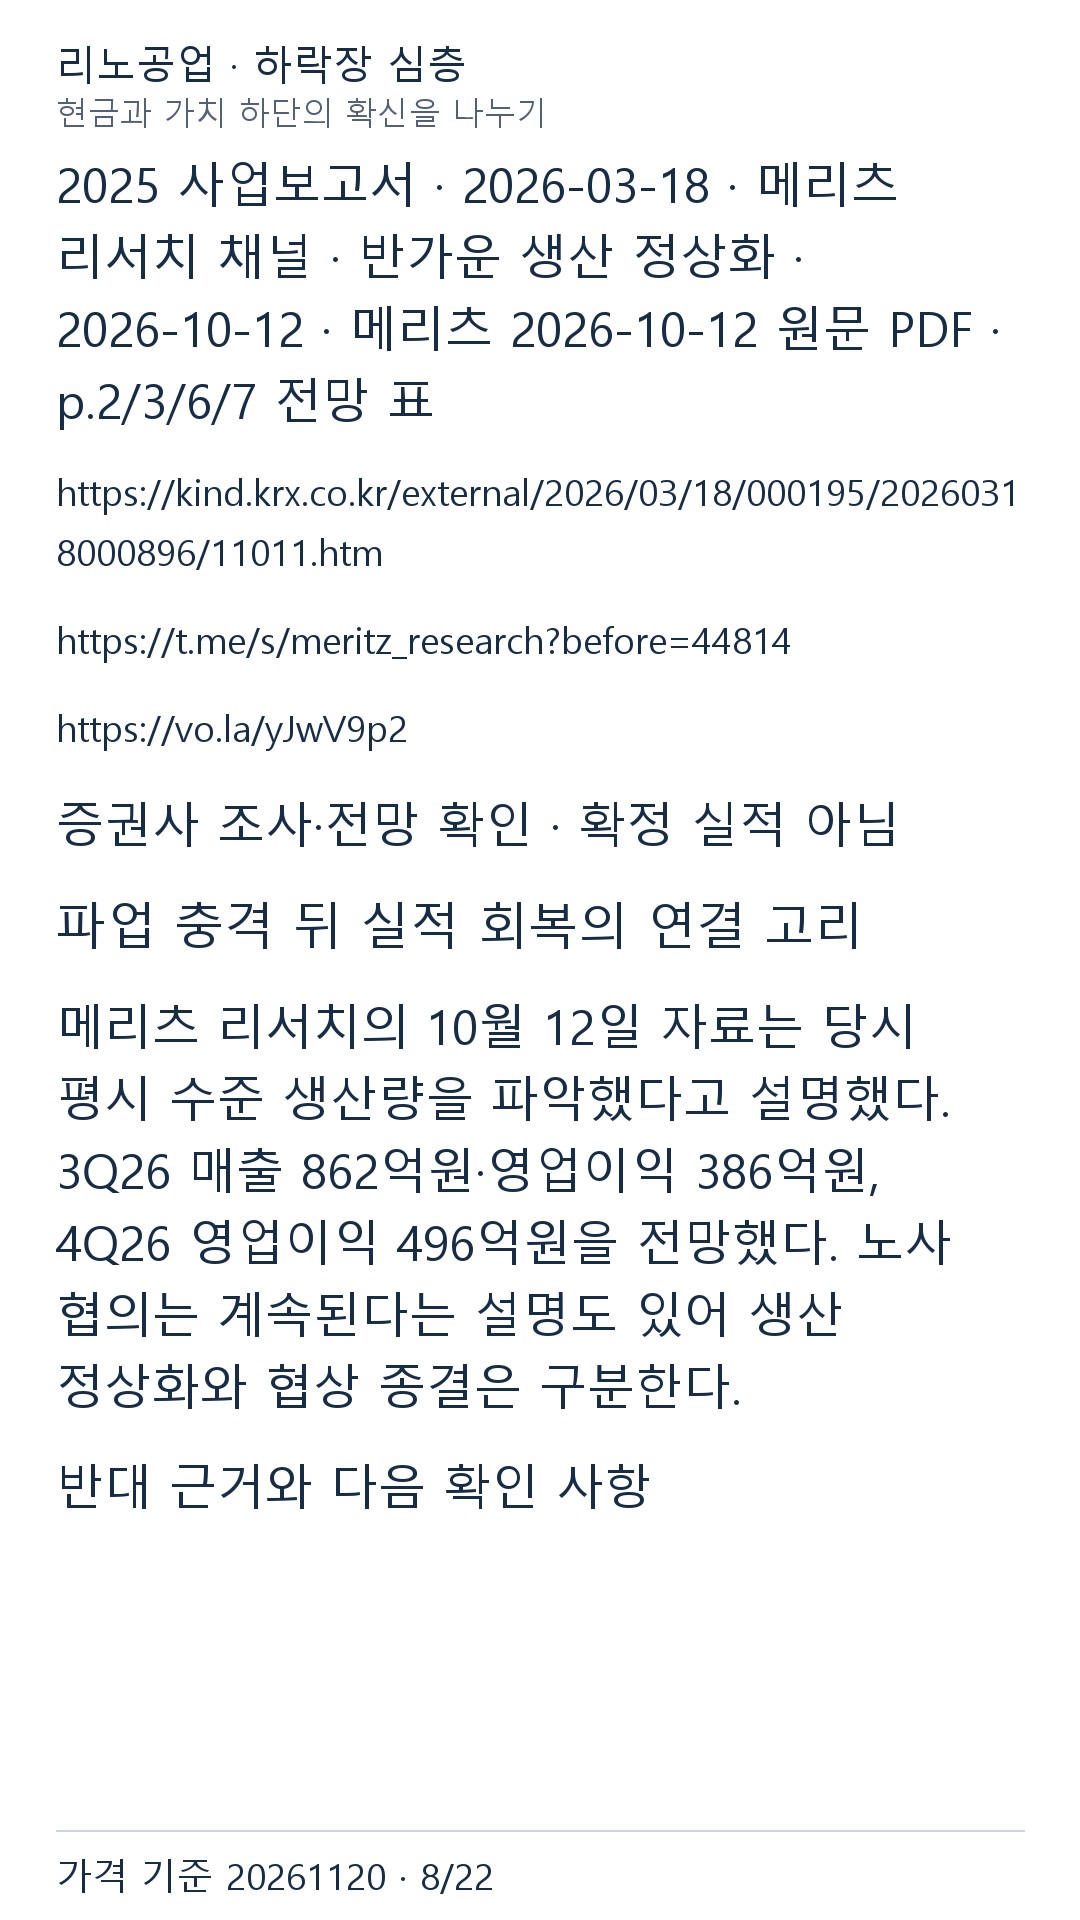 리노공업 · 하락장 심층
현금과 가치 하단의 확신을 나누기
2025 사업보고서 · 2026-03-18 · 메리츠
리서치 채널 · 반가운 생산 정상화 ·
2026-10-12 · 메리츠 2026-10-12 원문 PDF ·
p.2/3/6/7 전망 표
https://kind.krx.co.kr/external/2026/03/18/000195/2026031
8000896/11011.htm
https://t.me/s/meritz_research?before=44814
https://vo.la/yJwV9p2
증권사 조사·전망 확인 · 확정 실적 아님
파업 충격 뒤 실적 회복의 연결 고리
메리츠 리서치의 10월 12일 자료는 당시
평시 수준 생산량을 파악했다고 설명했다.
3Q26 매출 862억원·영업이익 386억원,
4Q26 영업이익 496억원을 전망했다. 노사
협의는 계속된다는 설명도 있어 생산
정상화와 협상 종결은 구분한다.
반대 근거와 다음 확인 사항
가격 기준 20261120 · 8/22